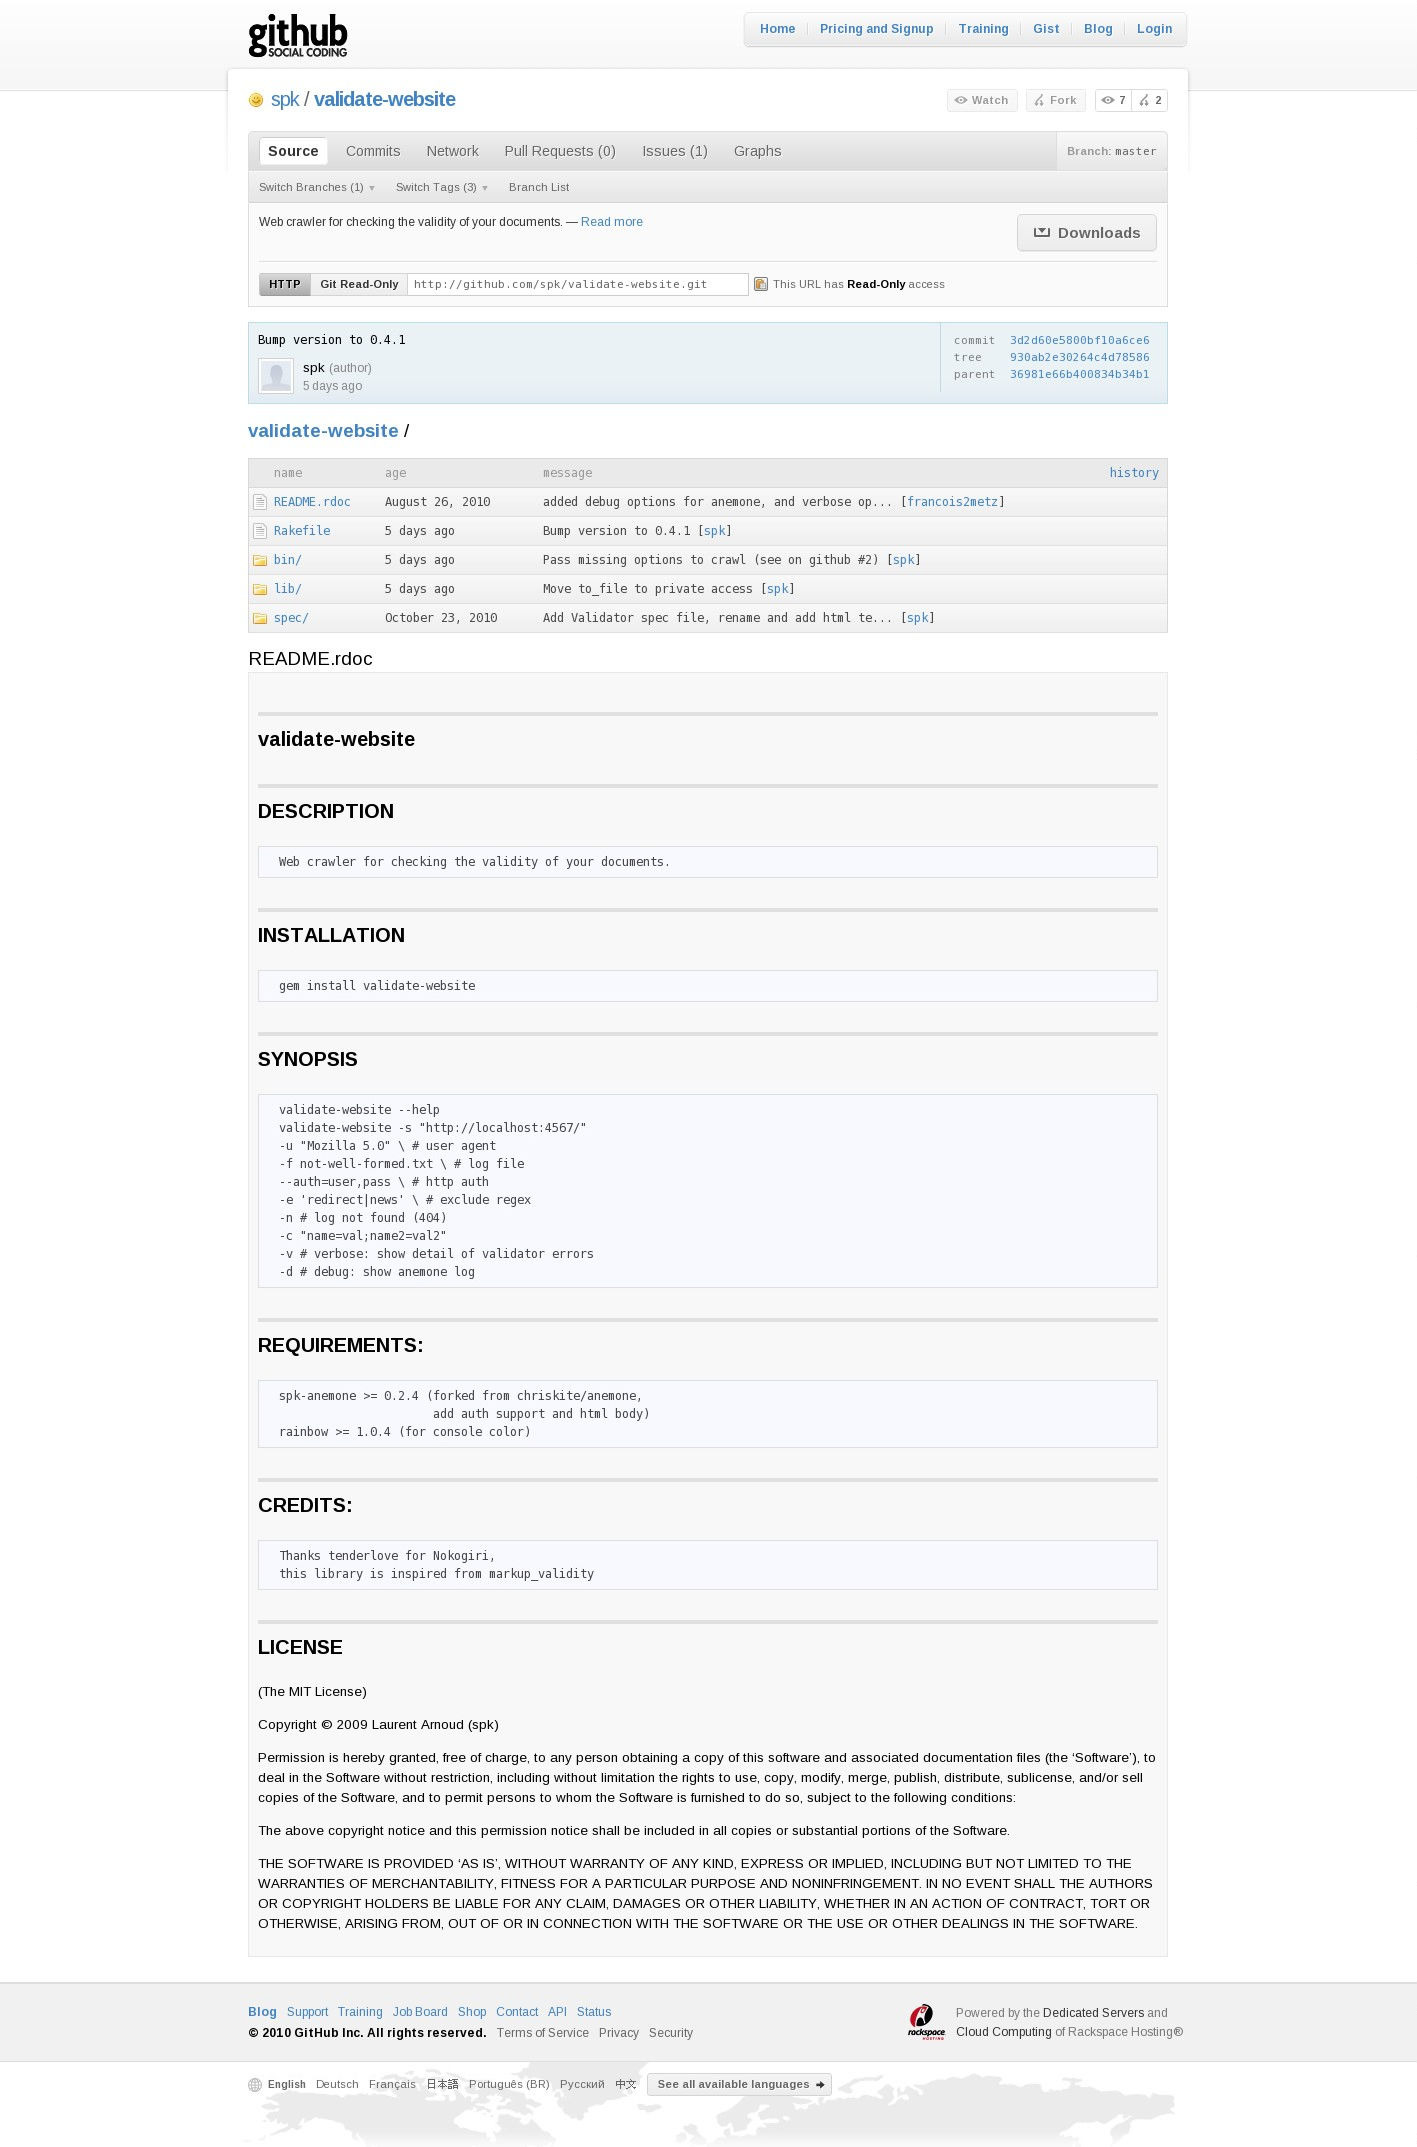 github
SOCIAL CODING
Home Pricing and Signup Training Gist Blog Login
spk / validate-website
Watch Fork 7 2
Source Commits Network Pull Requests (0) Issues (1) Graphs Branch: master
Switch Branches (1) Switch Tags (3) Branch List
Web crawler for checking the validity of your documents. — Read more
Downloads
HTTP Git Read-Only http://github.com/spk/validate-website.git This URL has Read-Only access
Bump version to 0.4.1
spk (author)
5 days ago
commit 3d2d60e5800bf10a6ce6
tree 930ab2e30264c4d78586
parent 36981e66b400834b34b1
validate-website /
name age message history
README.rdoc August 26, 2010 added debug options for anemone, and verbose op... [francois2metz]
Rakefile 5 days ago Bump version to 0.4.1 [spk]
bin/ 5 days ago Pass missing options to crawl (see on github #2) [spk]
lib/ 5 days ago Move to_file to private access [spk]
spec/ October 23, 2010 Add Validator spec file, rename and add html te... [spk]
README.rdoc
validate-website
DESCRIPTION
Web crawler for checking the validity of your documents.
INSTALLATION
gem install validate-website
SYNOPSIS
validate-website --help
validate-website -s "http://localhost:4567/"
-u "Mozilla 5.0" \ # user agent
-f not-well-formed.txt \ # log file
--auth=user,pass \ # http auth
-e 'redirect|news' \ # exclude regex
-n # log not found (404)
-c "name=val;name2=val2"
-v # verbose: show detail of validator errors
-d # debug: show anemone log
REQUIREMENTS:
spk-anemone >= 0.2.4 (forked from chriskite/anemone,
add auth support and html body)
rainbow >= 1.0.4 (for console color)
CREDITS:
Thanks tenderlove for Nokogiri,
this library is inspired from markup_validity
LICENSE
(The MIT License)
Copyright © 2009 Laurent Arnoud (spk)
Permission is hereby granted, free of charge, to any person obtaining a copy of this software and associated documentation files (the ‘Software’), to
deal in the Software without restriction, including without limitation the rights to use, copy, modify, merge, publish, distribute, sublicense, and/or sell
copies of the Software, and to permit persons to whom the Software is furnished to do so, subject to the following conditions:
The above copyright notice and this permission notice shall be included in all copies or substantial portions of the Software.
THE SOFTWARE IS PROVIDED ‘AS IS’, WITHOUT WARRANTY OF ANY KIND, EXPRESS OR IMPLIED, INCLUDING BUT NOT LIMITED TO THE
WARRANTIES OF MERCHANTABILITY, FITNESS FOR A PARTICULAR PURPOSE AND NONINFRINGEMENT. IN NO EVENT SHALL THE AUTHORS
OR COPYRIGHT HOLDERS BE LIABLE FOR ANY CLAIM, DAMAGES OR OTHER LIABILITY, WHETHER IN AN ACTION OF CONTRACT, TORT OR
OTHERWISE, ARISING FROM, OUT OF OR IN CONNECTION WITH THE SOFTWARE OR THE USE OR OTHER DEALINGS IN THE SOFTWARE.
Blog Support Training Job Board Shop Contact API Status
© 2010 GitHub Inc. All rights reserved. Terms of Service Privacy Security
rackspace
HOSTING
Powered by the Dedicated Servers and
Cloud Computing of Rackspace Hosting®
English Deutsch Français 日本語 Português (BR) Русский 中文 See all available languages